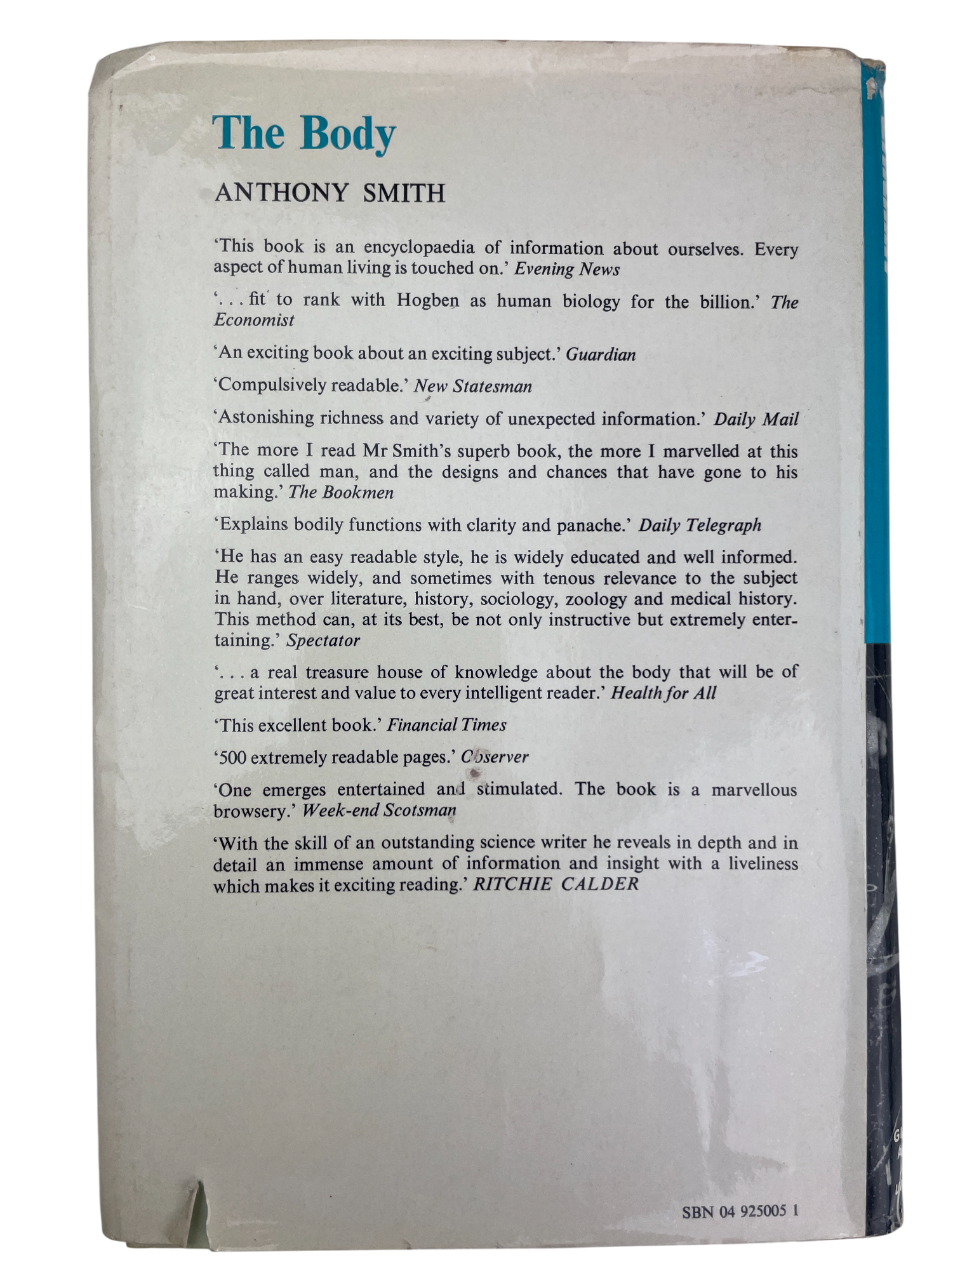 The Body
ANTHONY SMITH
‘This book is an encyclopaedia of information about ourselves. Every
aspect of human living is touched on.’ Evening News
‘. . . fit to rank with Hogben as human biology for the billion.’ The
Economist
‘An exciting book about an exciting subject.’ Guardian
‘Compulsively readable.’ New Statesman
‘Astonishing richness and variety of unexpected information.’ Daily Mail
‘The more I read Mr Smith’s superb book, the more I marvelled at this
thing called man, and the designs and chances that have gone to his
making.’ The Bookmen
‘Explains bodily functions with clarity and panache.’ Daily Telegraph
‘He has an easy readable style, he is widely educated and well informed.
He ranges widely, and sometimes with tenous relevance to the subject
in hand, over literature, history, sociology, zoology and medical history.
This method can, at its best, be not only instructive but extremely enter-
taining.’ Spectator
‘. . . a real treasure house of knowledge about the body that will be of
great interest and value to every intelligent reader.’ Health for All
‘This excellent book.’ Financial Times
‘500 extremely readable pages.’ Observer
‘One emerges entertained and stimulated. The book is a marvellous
browsery.’ Week-end Scotsman
‘With the skill of an outstanding science writer he reveals in depth and in
detail an immense amount of information and insight with a liveliness
which makes it exciting reading.’ RITCHIE CALDER
SBN 04 925005 1